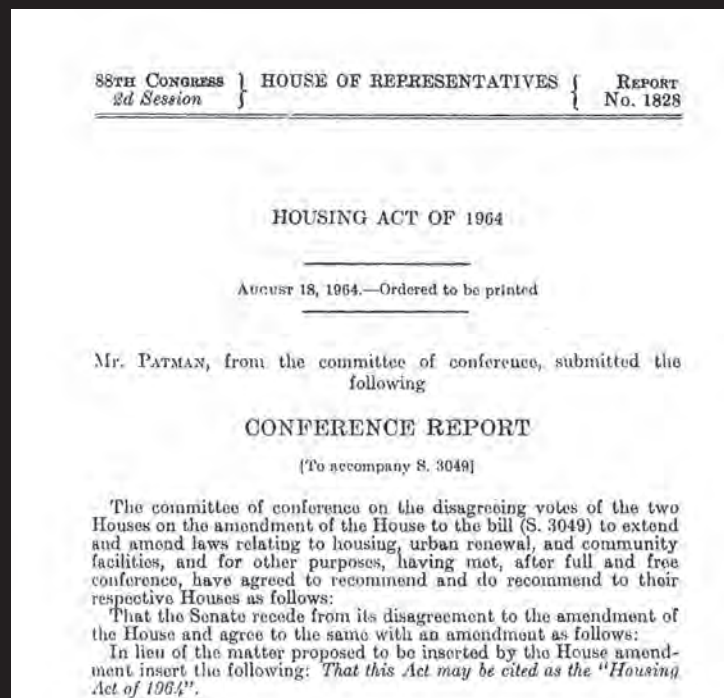 88TH CONGRESS } HOUSE OF REPRESENTATIVES { REPORT
2d Session } { No. 1828
HOUSING ACT OF 1964
AUGUST 18, 1964.—Ordered to be printed
Mr. PATMAN, from the committee of conference, submitted the
following
CONFERENCE REPORT
[To accompany S. 3049]
The committee of conference on the disagreeing votes of the two
Houses on the amendment of the House to the bill (S. 3049) to extend
and amend laws relating to housing, urban renewal, and community
facilities, and for other purposes, having met, after full and free
conference, have agreed to recommend and do recommend to their
respective Houses as follows:
That the Senate recede from its disagreement to the amendment of
the House and agree to the same with an amendment as follows:
In lieu of the matter proposed to be inserted by the House amend-
ment insert the following: That this Act may be cited as the "Housing
Act of 1964".